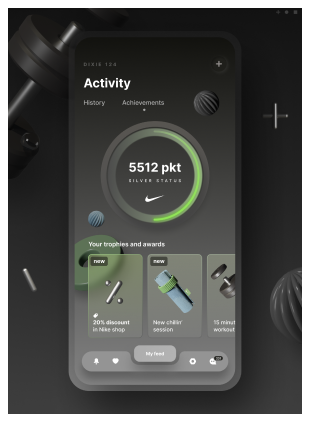 DIXIE 124
Activity
History Achievements
5512 pkt
SILVER STATUS
Your trophies and awards
new new
20% discount
in Nike shop
New chillin'
session
15 minut
workout
My feed